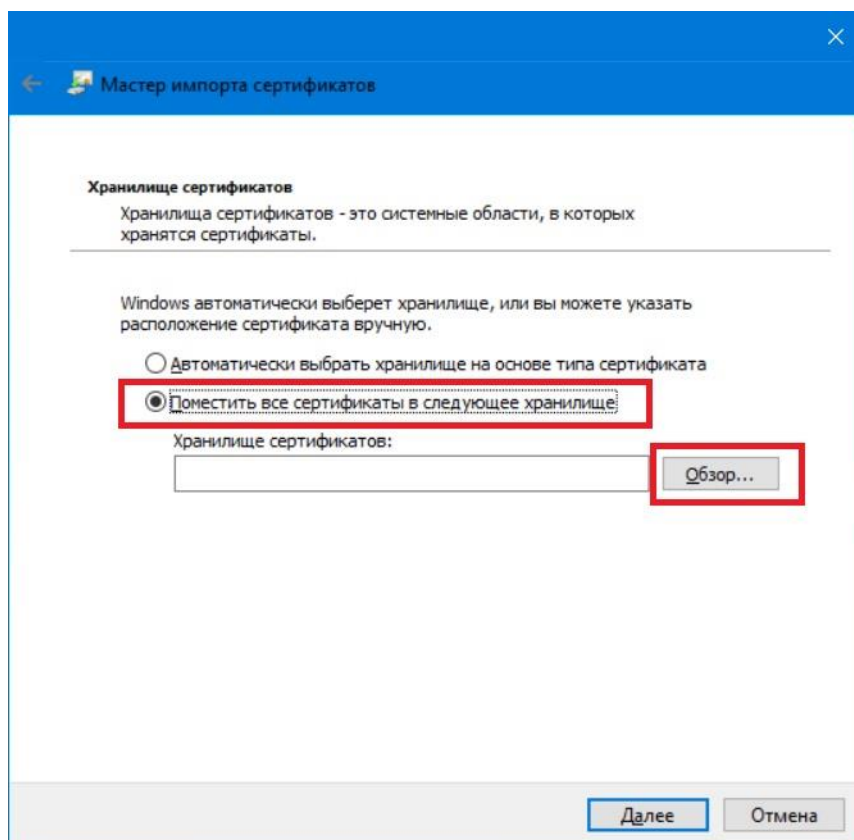 Мастер импорта сертификатов
Хранилище сертификатов
Хранилища сертификатов - это системные области, в которых
хранятся сертификаты.
Windows автоматически выберет хранилище, или вы можете указать
расположение сертификата вручную.
Автоматически выбрать хранилище на основе типа сертификата
Поместить все сертификаты в следующее хранилище
Хранилище сертификатов:
Обзор...
Далее
Отмена